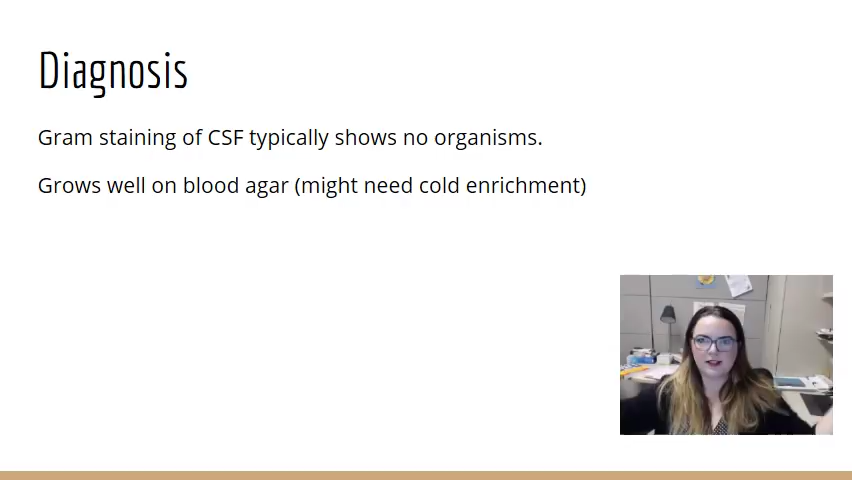 Diagnosis
Gram staining of CSF typically shows no organisms.
Grows well on blood agar (might need cold enrichment)